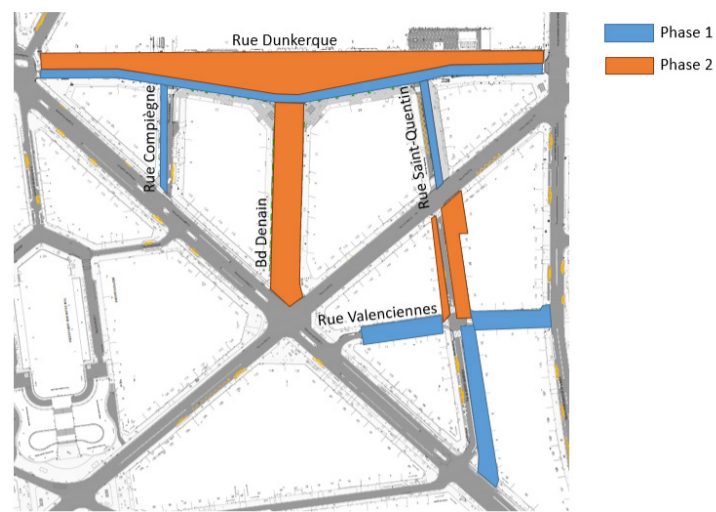 Rue Dunkerque
Phase 1
Phase 2
Rue Compiègne
Rue Saint-Quentin
Bd Denain
Rue Valenciennes